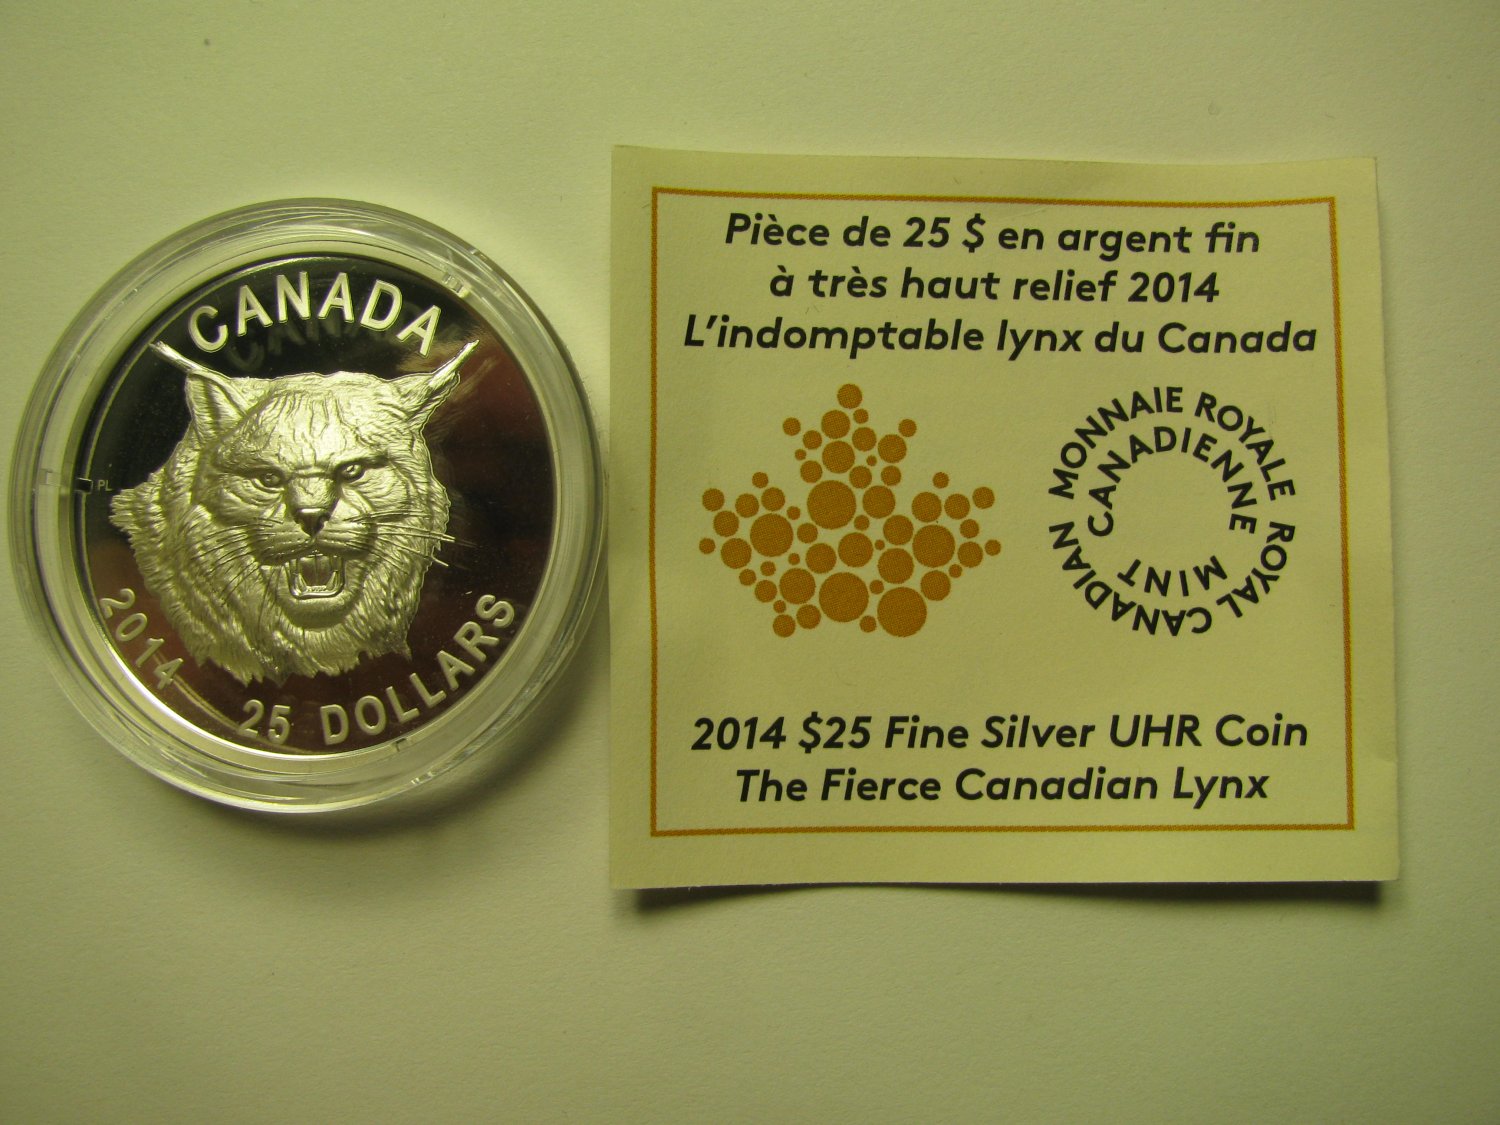 CANADA
PL
2014
25 DOLLARS
Pièce de 25 $ en argent fin
à très haut relief 2014
L'indomptable lynx du Canada
MONNAIE ROYALE CANADIENNE
ROYAL CANADIAN MINT
2014 $25 Fine Silver UHR Coin
The Fierce Canadian Lynx